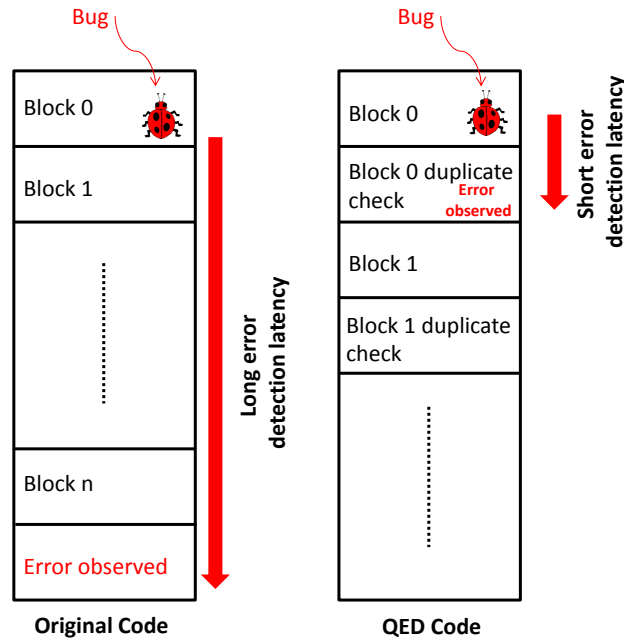 Bug
Block 0
Block 1
Block n
Error observed
Original Code
Long error
detection latency
Bug
Block 0
Block 0 duplicate
check
Error
observed
Block 1
Block 1 duplicate
check
QED Code
Short error
detection latency